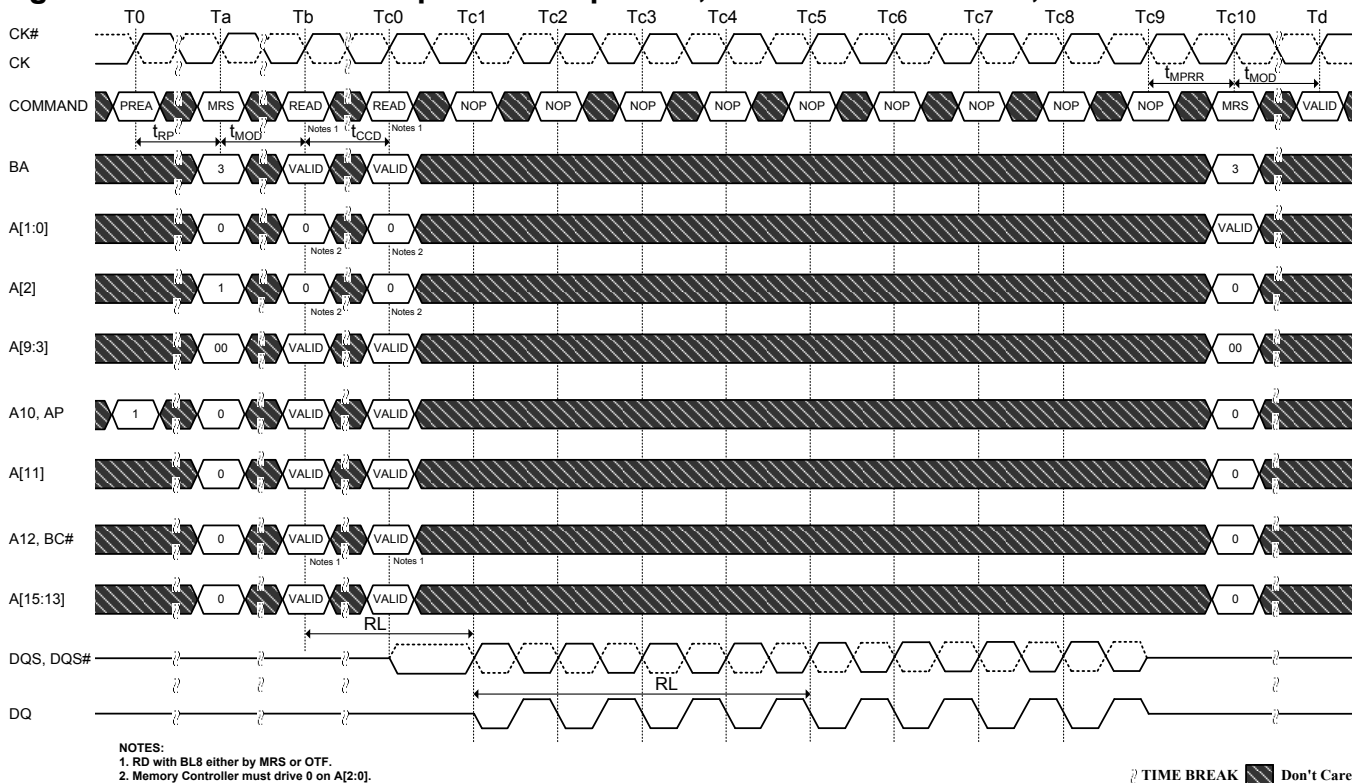 T0 Ta Tb Tc0 Tc1 Tc2 Tc3 Tc4 Tc5 Tc6 Tc7 Tc8 Tc9 Tc10 Td
CK#
CK
tMPRR tMOD
COMMAND PREA MRS READ READ NOP NOP NOP NOP NOP NOP NOP NOP NOP MRS VALID
Notes 1 Notes 1
tRP tMOD tCCD
BA 3 VALID VALID 3
A[1:0] 0 0 0 VALID
Notes 2 Notes 2
A[2] 1 0 0 0
Notes 2 Notes 2
A[9:3] 00 VALID VALID 00
A10, AP 1 0 VALID VALID 0
A[11] 0 VALID VALID 0
A12, BC# 0 VALID VALID 0
Notes 1 Notes 1
A[15:13] 0 VALID VALID 0
RL
DQS, DQS#
RL
DQ
NOTES:
1. RD with BL8 either by MRS or OTF.
2. Memory Controller must drive 0 on A[2:0].
TIME BREAK Don't Care